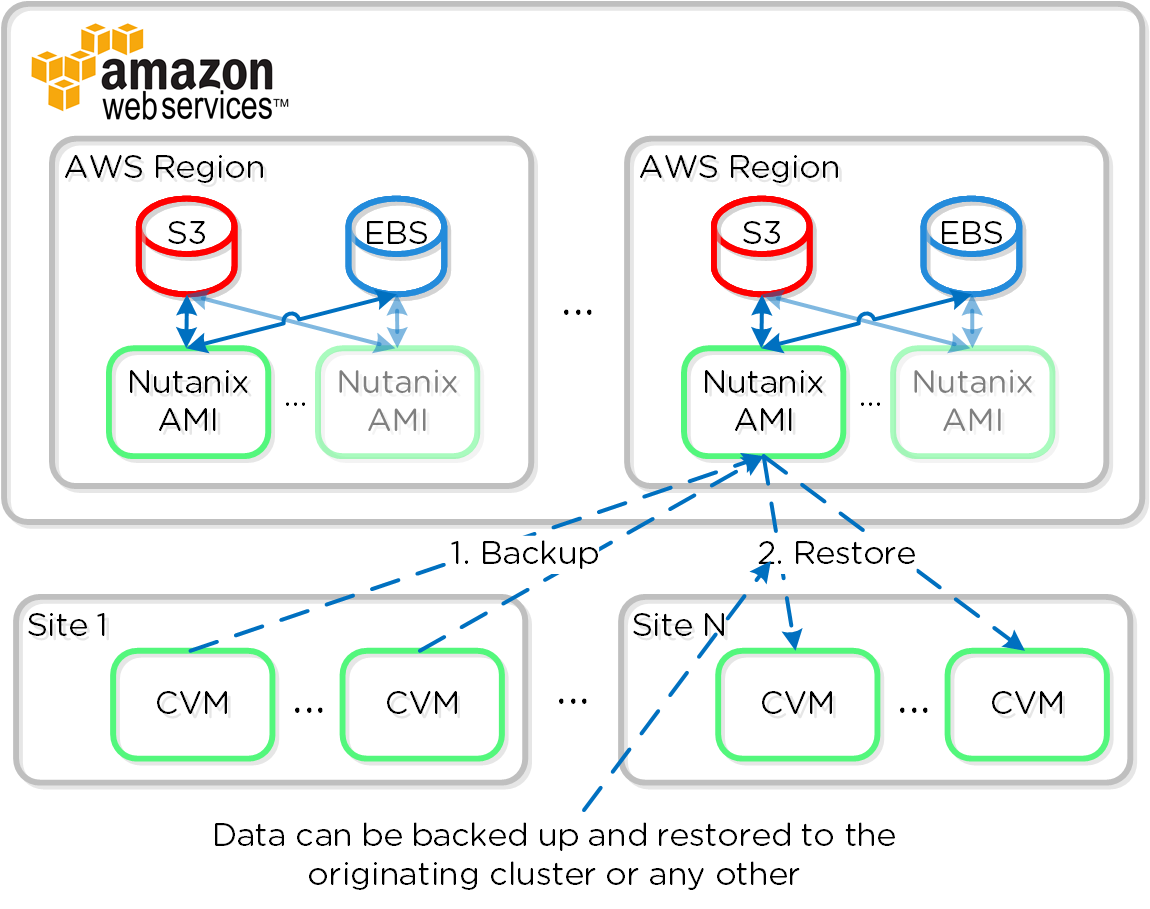 amazon
web services™
AWS Region
S3
EBS
Nutanix
AMI
...
Nutanix
AMI
...
AWS Region
S3
EBS
Nutanix
AMI
...
Nutanix
AMI
1. Backup
2. Restore
Site 1
CVM
...
CVM
...
Site N
CVM
...
CVM
Data can be backed up and restored to the
originating cluster or any other